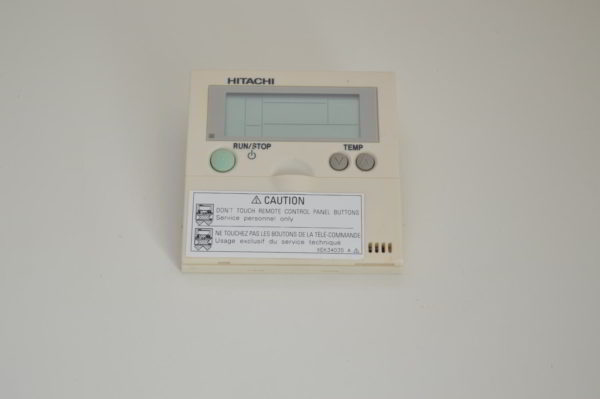 HITACHI
RUN/STOP TEMP
CAUTION
DON'T TOUCH REMOTE CONTROL PANEL BUTTONS
Service personnel only
NE TOUCHEZ PAS LES BOUTONS DE LA TÉLÉ-COMMANDE
Usage exclusif du service technique